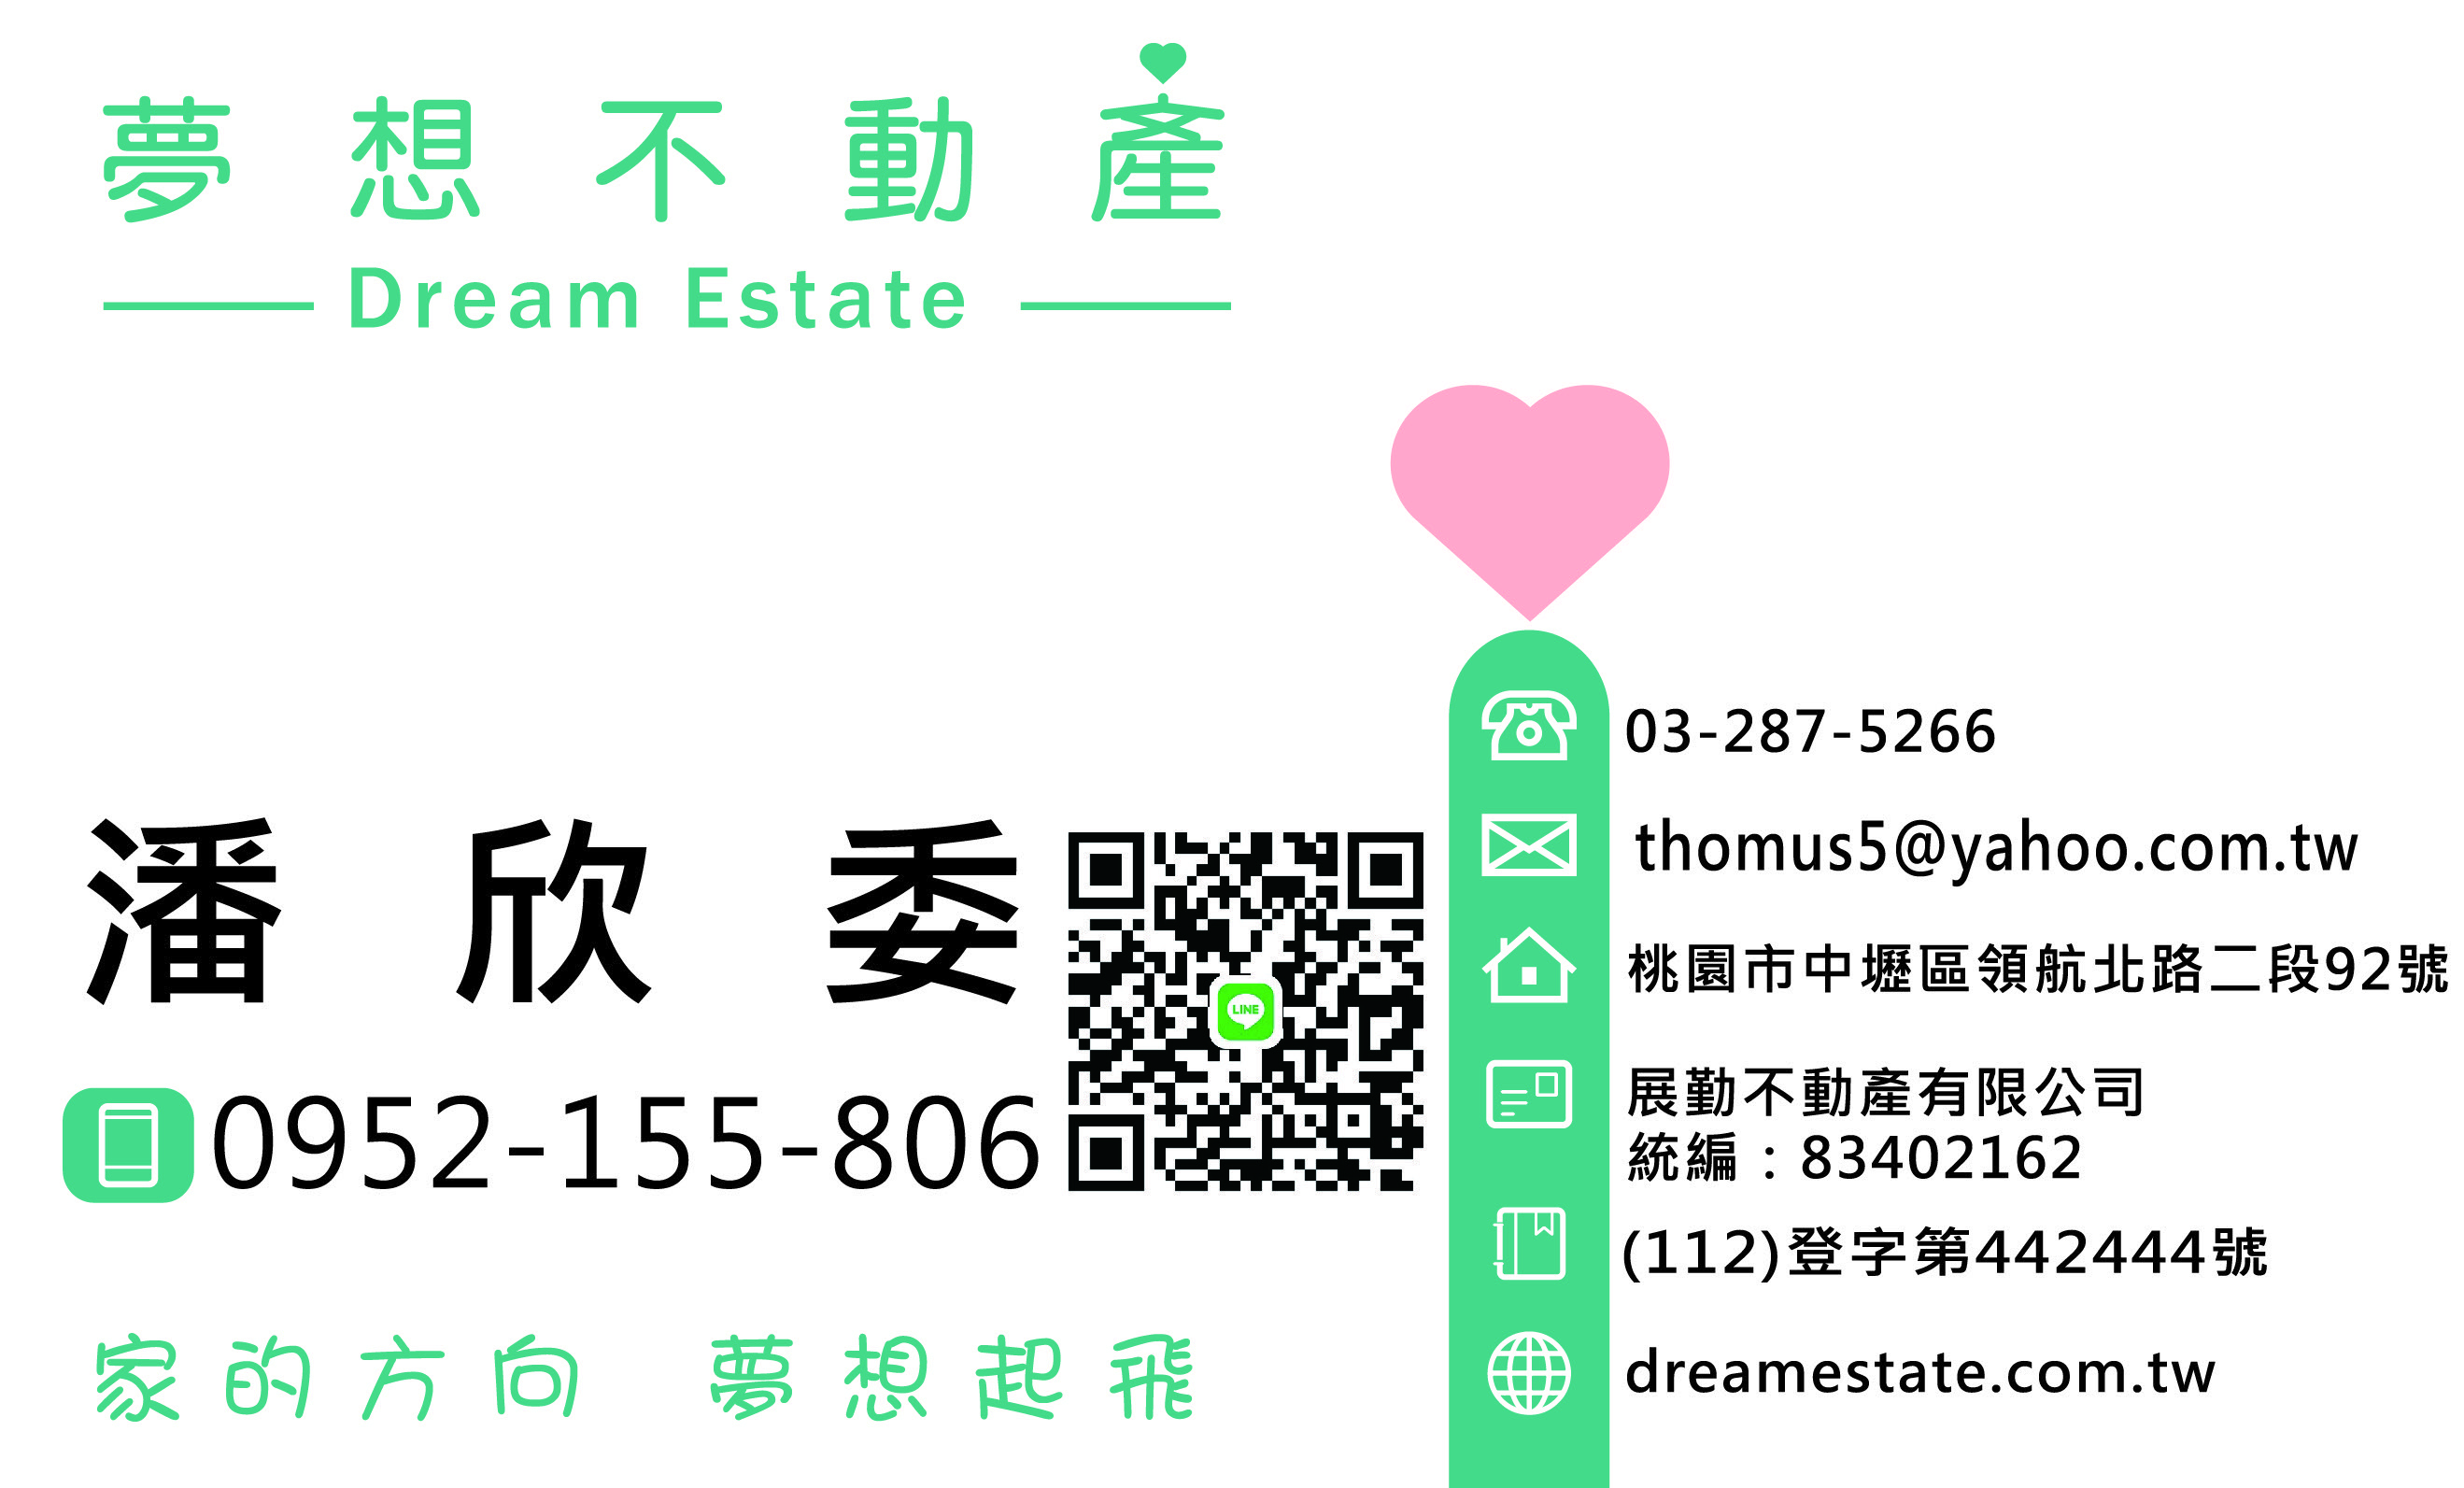 夢想不動產
Dream Estate
潘欣委
LINE
0952-155-806
家的方向 夢想起飛
03-287-5266
thomus5@yahoo.com.tw
桃園市中壢區領航北路二段92號
晨勤不動產有限公司
統編：83402162
(112)登字第442444號
dreamestate.com.tw